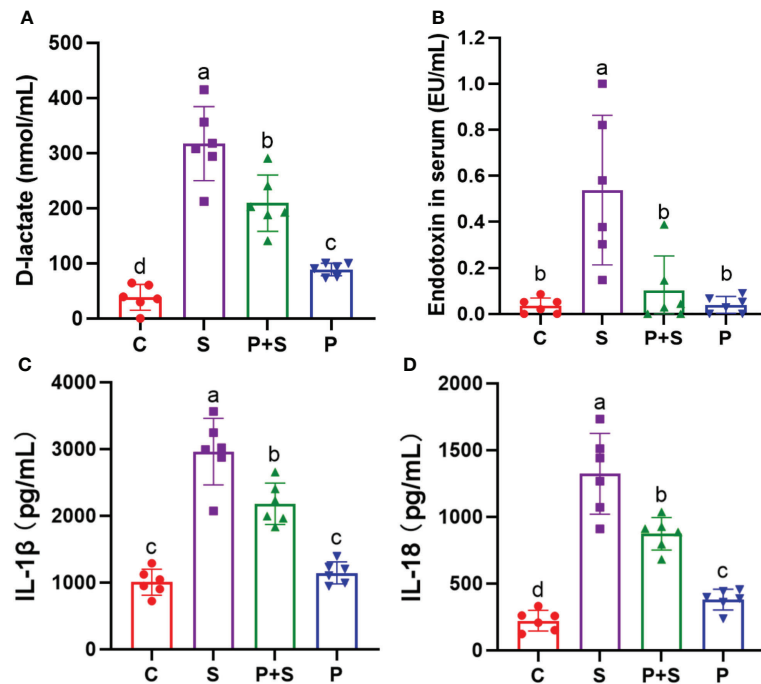 A
D-lactate (nmol/mL)
500
400
300
200
100
0
a
b
c
d
C S P+S P
B
Endotoxin in serum (EU/mL)
1.2
1.0
0.8
0.6
0.4
0.2
0.0
a
b b b
C S P+S P
C
IL-1β（pg/mL）
4000
3000
2000
1000
0
a
b
c c
C S P+S P
D
IL-18（pg/mL）
2000
1500
1000
500
0
a
b
c
d
C S P+S P